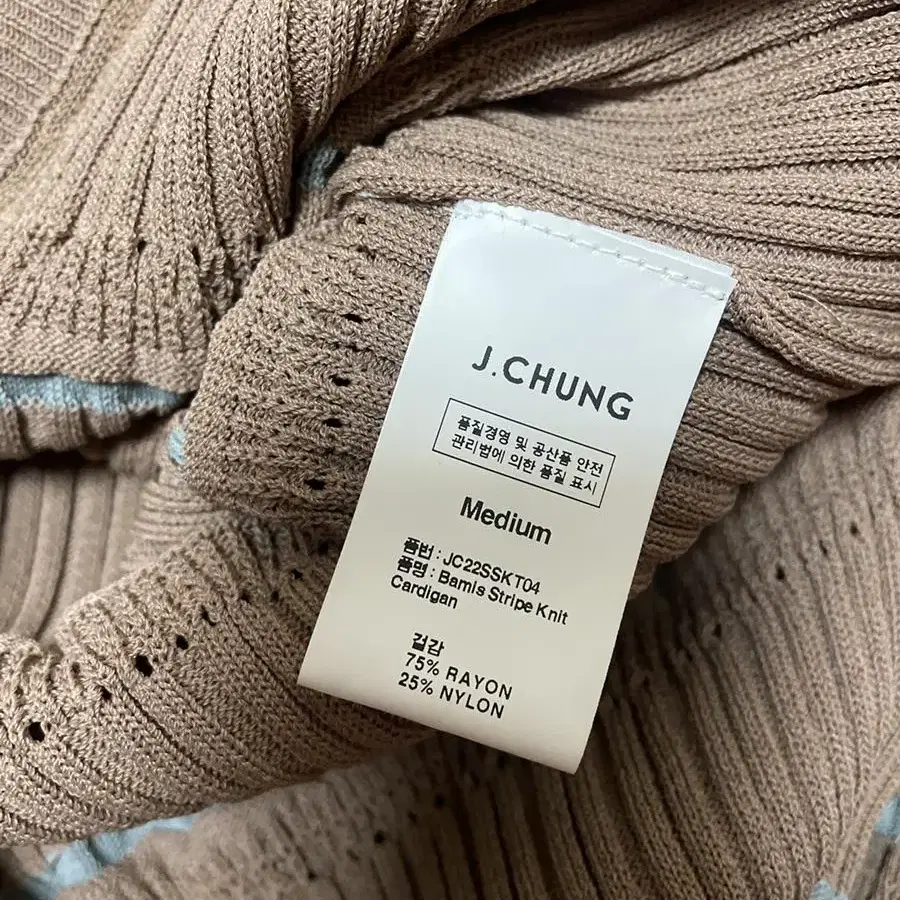 J.CHUNG
품질경영 및 공산품 안전
관리법에 의한 품질 표시
Medium
품번 : JC22SSKT04
품명 : Bamls Stripe Knit
Cardigan
겉감
75% RAYON
25% NYLON